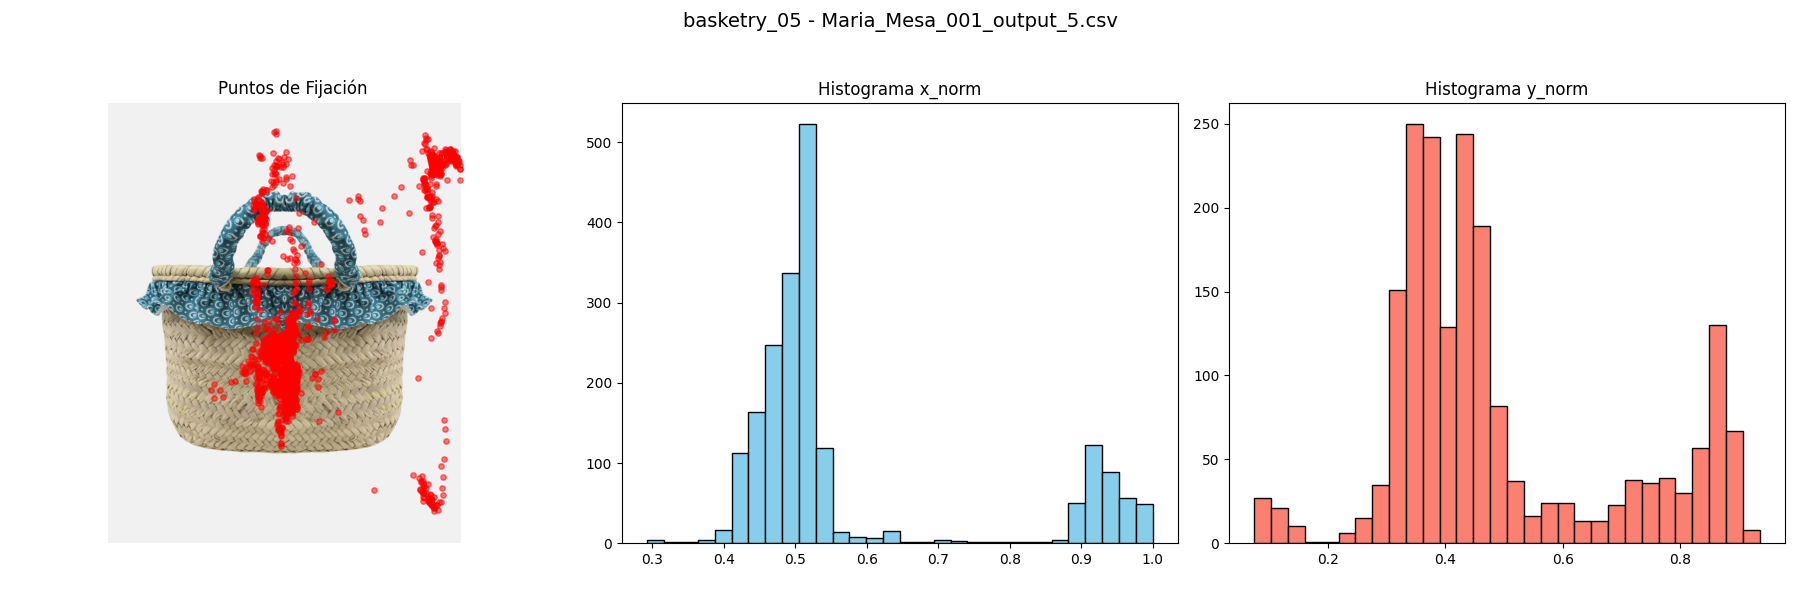 basketry_05 - Maria_Mesa_001_output_5.csv
Puntos de Fijación
Histograma x_norm
Histograma y_norm
500
400
300
200
100
0
0.3 0.4 0.5 0.6 0.7 0.8 0.9 1.0
250
200
150
100
50
0
0.2 0.4 0.6 0.8